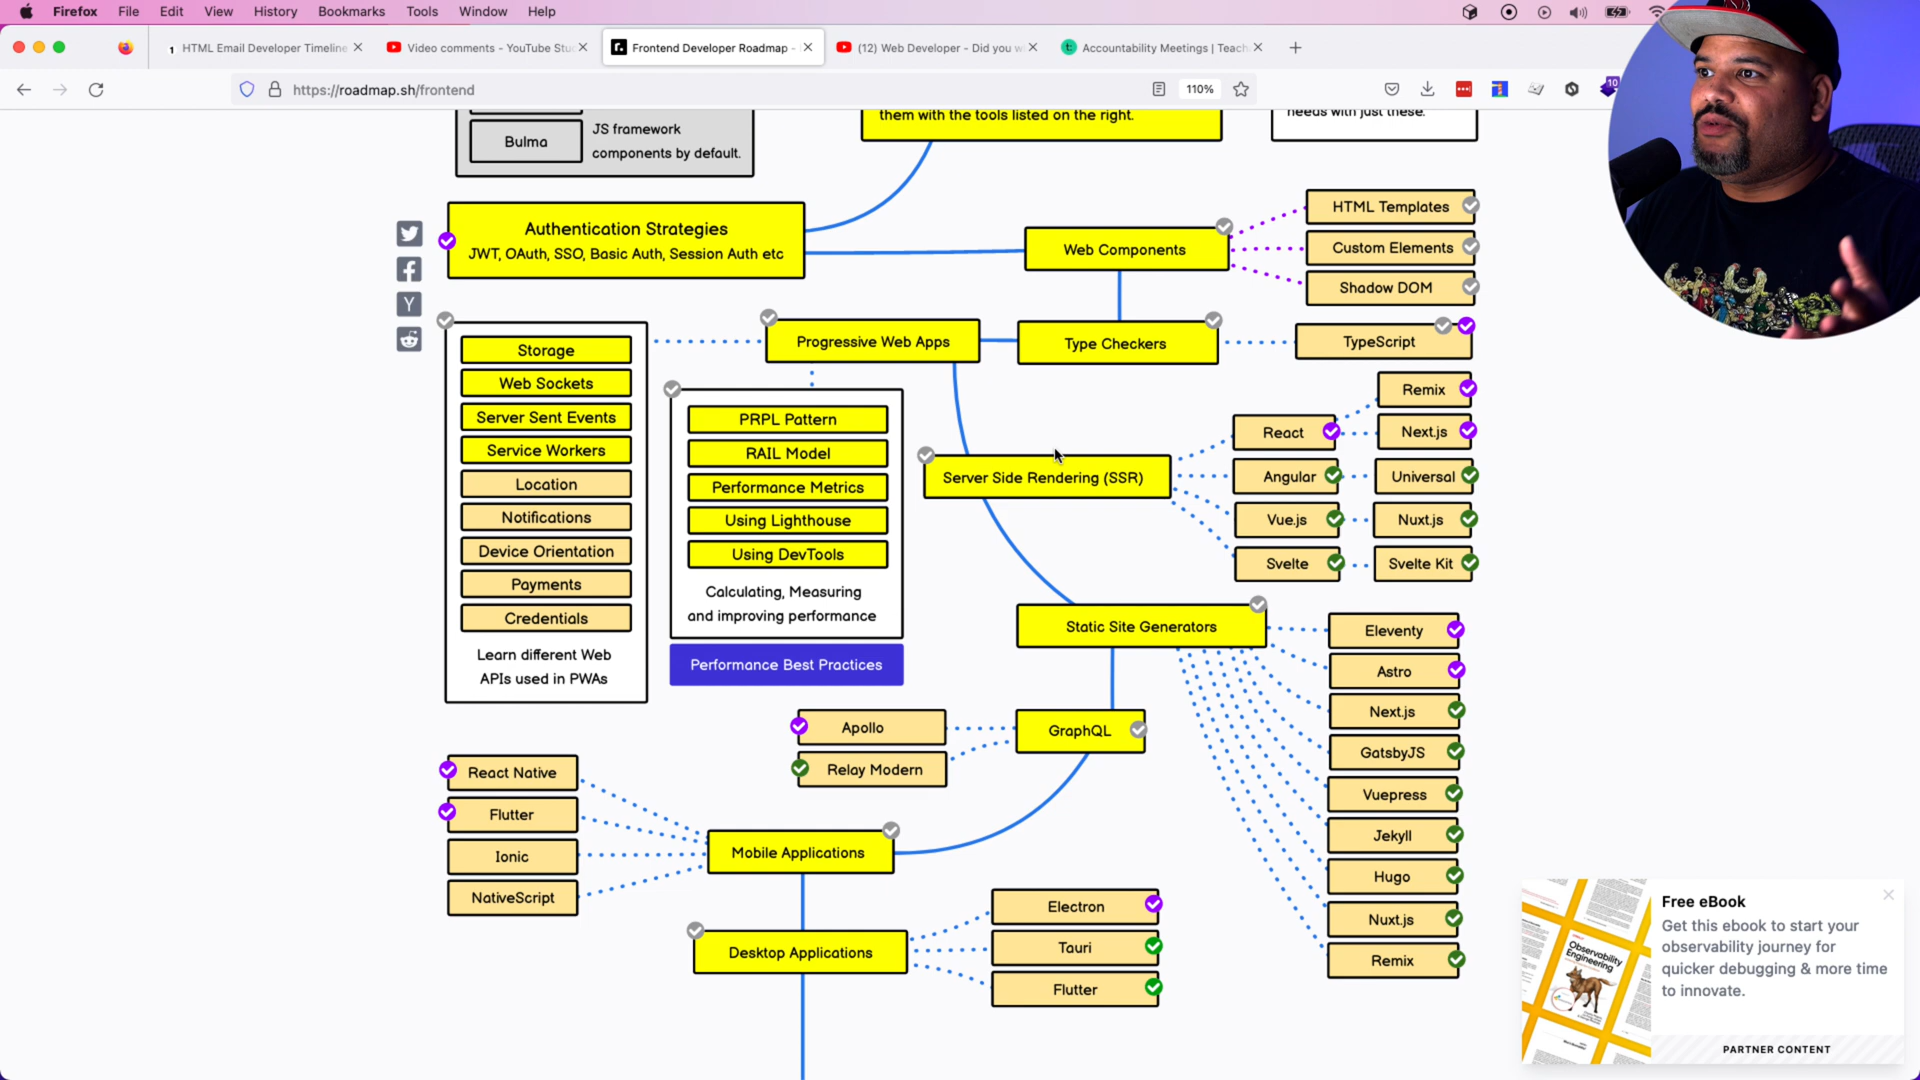 Firefox File Edit View History Bookmarks Tools Window Help
1 HTML Email Developer Timeline
Video comments - YouTube Stu
Frontend Developer Roadmap -
(12) Web Developer - Did you w
Accountability Meetings | Teach
https://roadmap.sh/frontend
110%
10
them with the tools listed on the right.
needs with just these.
Bulma
JS framework
components by default.
Authentication Strategies
JWT, OAuth, SSO, Basic Auth, Session Auth etc
Web Components
HTML Templates
Custom Elements
Shadow DOM
Y
Progressive Web Apps
Type Checkers
TypeScript
Storage
Web Sockets
Server Sent Events
Service Workers
Location
Notifications
Device Orientation
Payments
Credentials
Learn different Web
APIs used in PWAs
PRPL Pattern
RAIL Model
Performance Metrics
Using Lighthouse
Using DevTools
Calculating, Measuring
and improving performance
Performance Best Practices
Server Side Rendering (SSR)
React
Remix
Next.js
Angular
Universal
Vue.js
Nuxt.js
Svelte
Svelte Kit
Static Site Generators
Eleventy
Astro
Next.js
GatsbyJS
Vuepress
Jekyll
Hugo
Nuxt.js
Remix
GraphQL
Apollo
Relay Modern
React Native
Flutter
Ionic
NativeScript
Mobile Applications
Desktop Applications
Electron
Tauri
Flutter
Observability
Engineering
Free eBook
Get this ebook to start your
observability journey for
quicker debugging & more time
to innovate.
PARTNER CONTENT